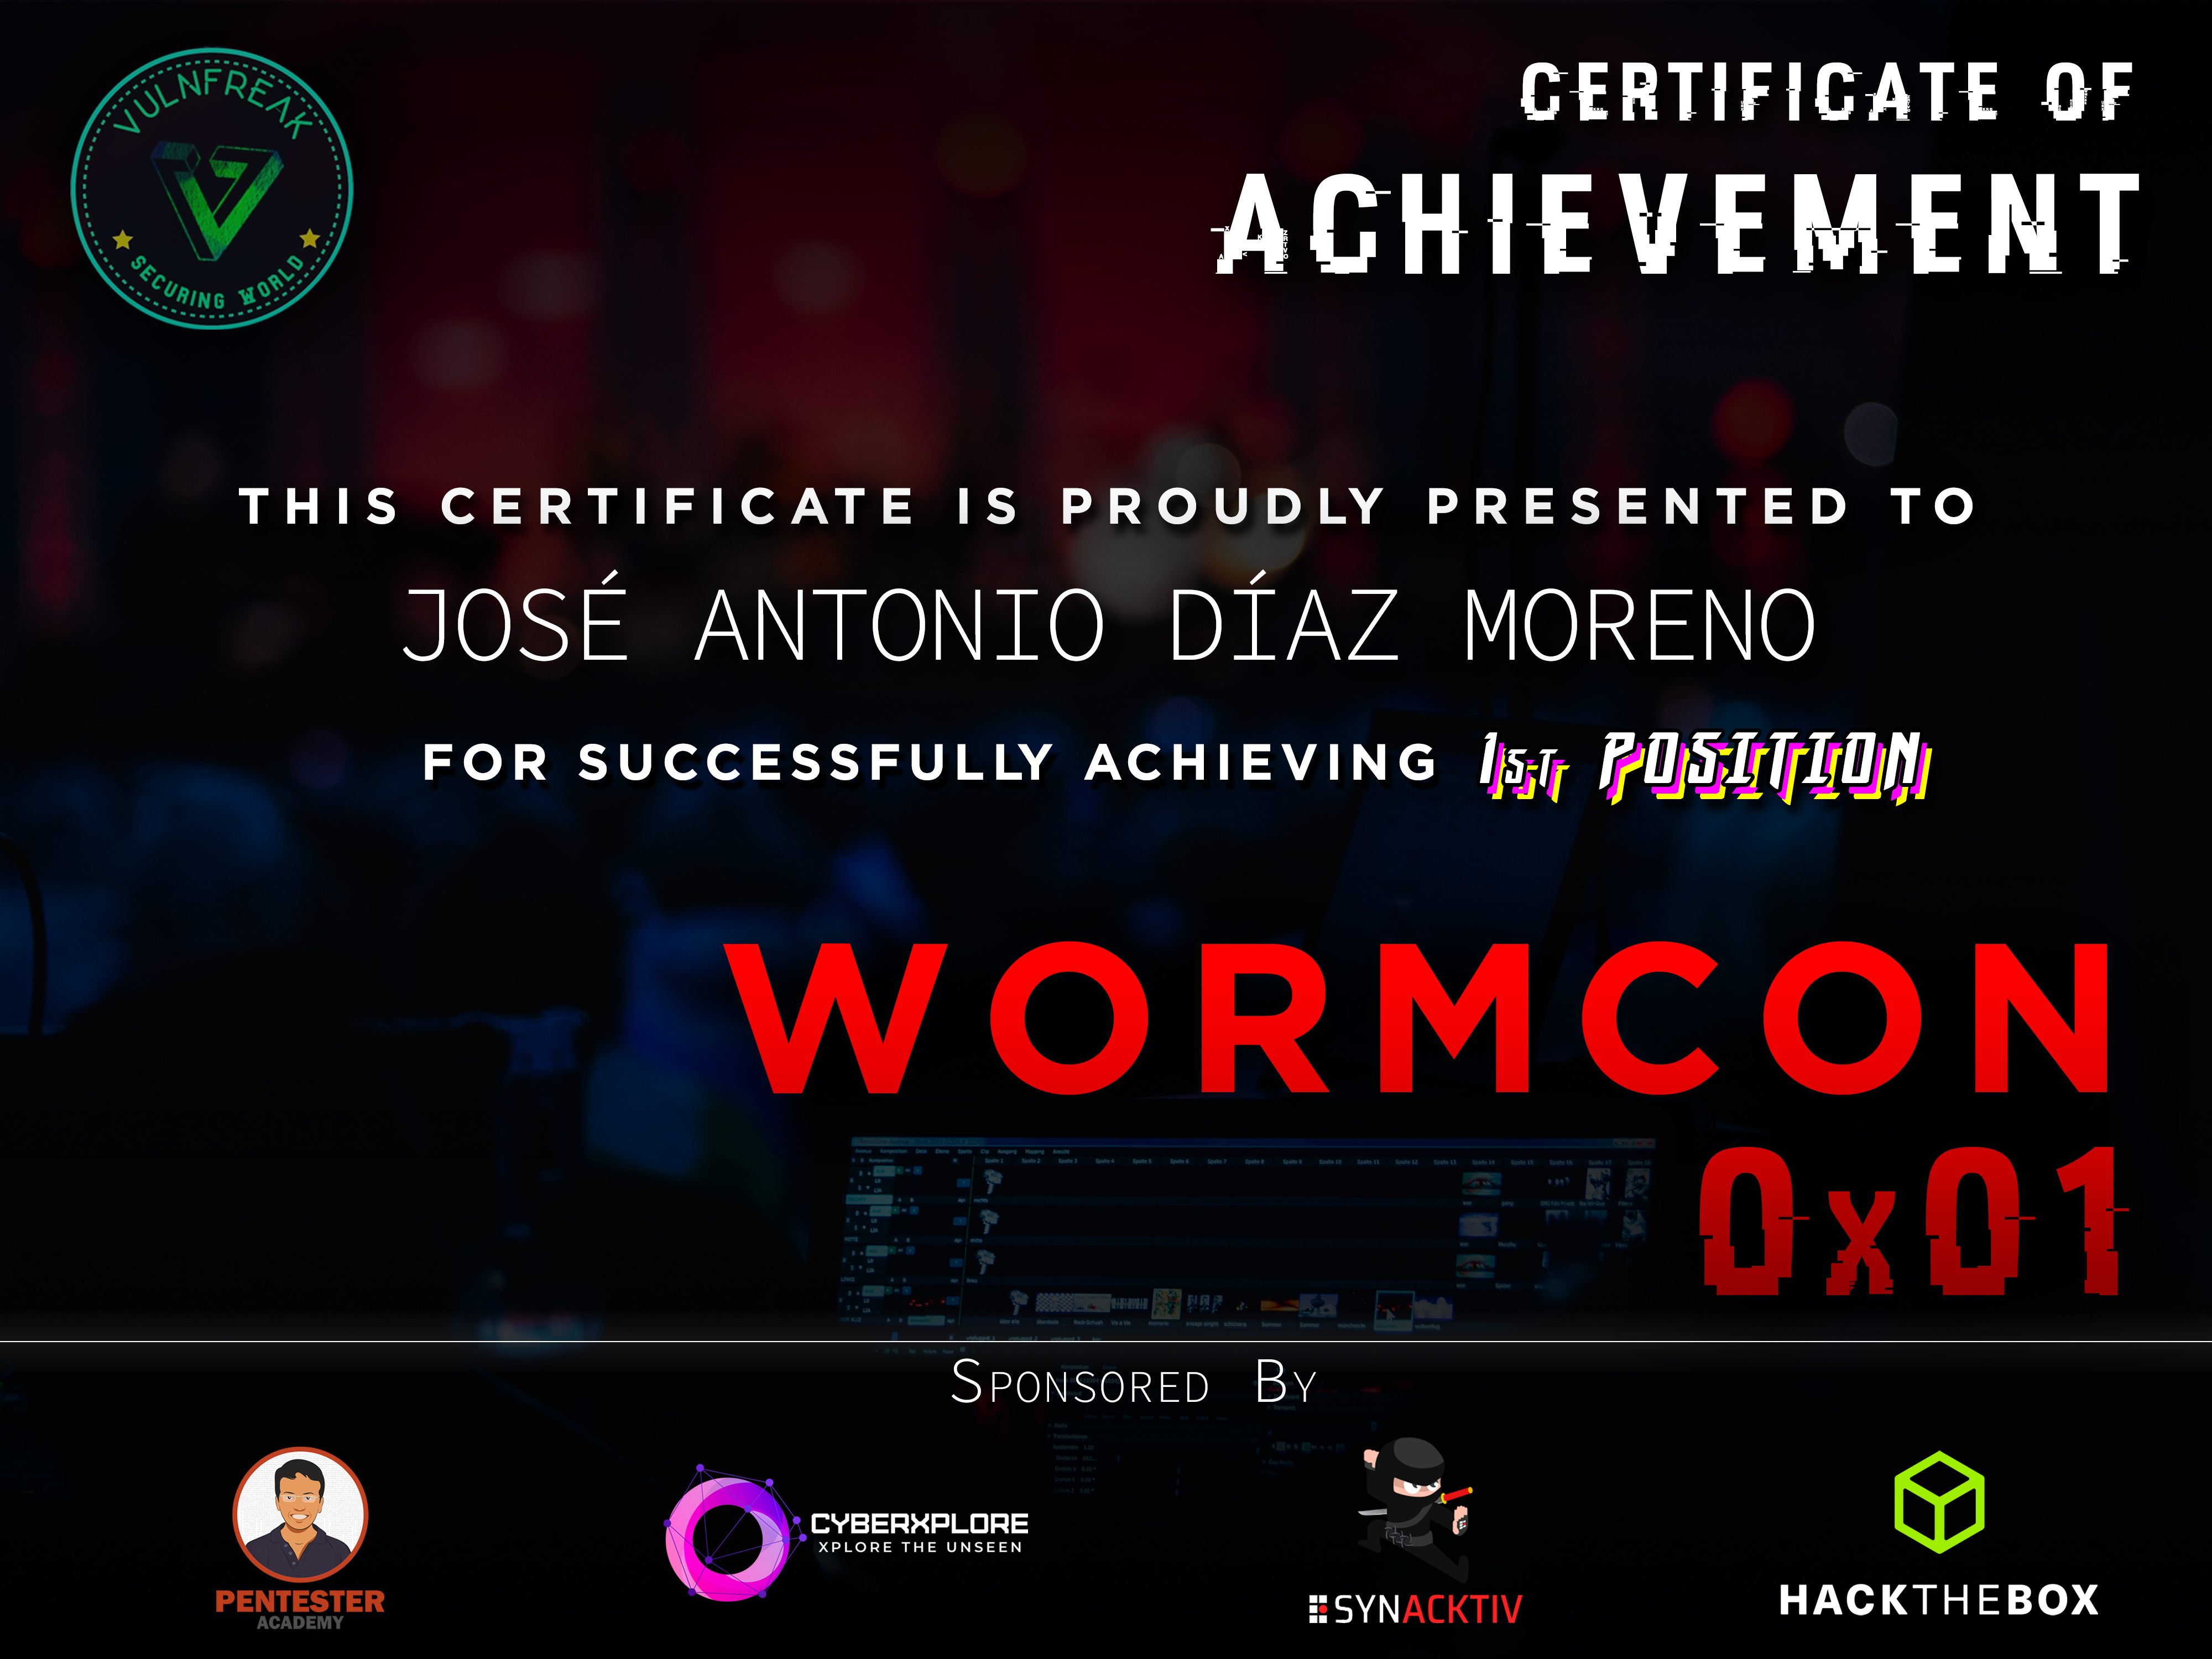 VULNFREAK
SECURING WORLD
CERTIFICATE OF
ACHIEVEMENT
THIS CERTIFICATE IS PROUDLY PRESENTED TO
JOSÉ ANTONIO DÍAZ MORENO
FOR SUCCESSFULLY ACHIEVING 1ST POSITION
WORMCON
0x01
SPONSORED BY
PENTESTER
ACADEMY
CYBERXPLORE
XPLORE THE UNSEEN
SYNACKTIV
HACKTHEBOX